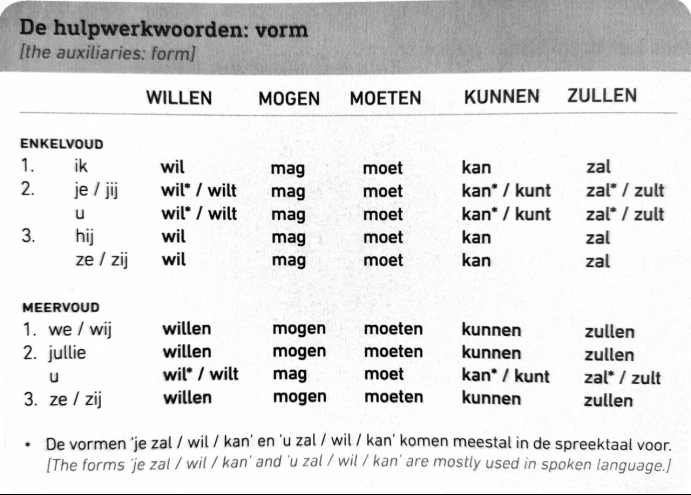 De hulpwerkwoorden: vorm
[the auxiliaries: form]
WILLEN MOGEN MOETEN KUNNEN ZULLEN
ENKELVOUD
1. ik wil mag moet kan zal
2. je / jij wil* / wilt mag moet kan* / kunt zal* / zult
u wil* / wilt mag moet kan* / kunt zal* / zult
3. hij wil mag moet kan zal
ze / zij wil mag moet kan zal
MEERVOUD
1. we / wij willen mogen moeten kunnen zullen
2. jullie willen mogen moeten kunnen zullen
u wil* / wilt mag moet kan* / kunt zal* / zult
3. ze / zij willen mogen moeten kunnen zullen
* De vormen 'je zal / wil / kan' en 'u zal / wil / kan' komen meestal in de spreektaal voor.
[The forms 'je zal / wil / kan' and 'u zal / wil / kan' are mostly used in spoken language.]